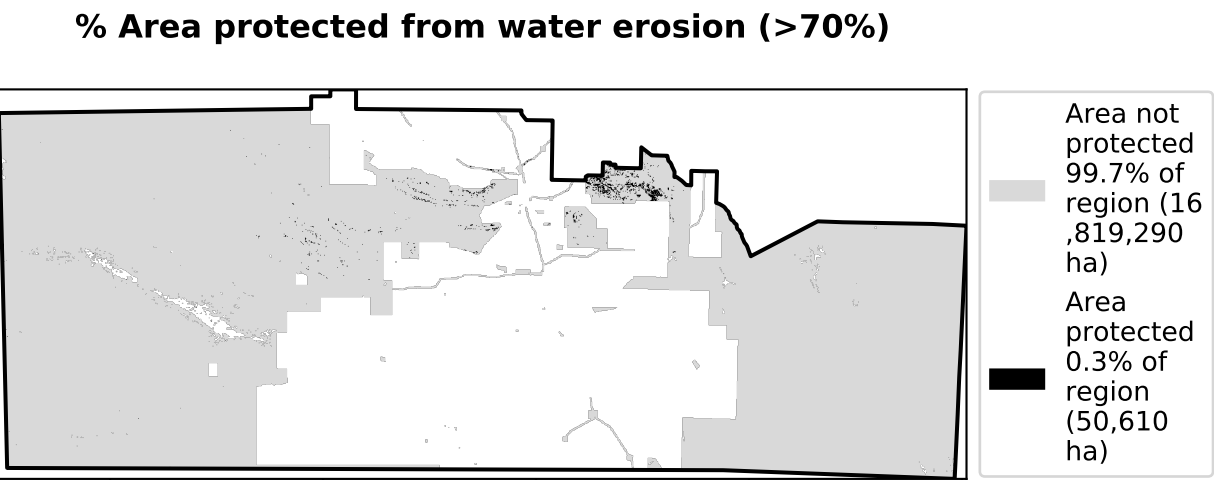 % Area protected from water erosion (>70%)
Area not
protected
99.7% of
region (16
,819,290
ha)
Area
protected
0.3% of
region
(50,610
ha)